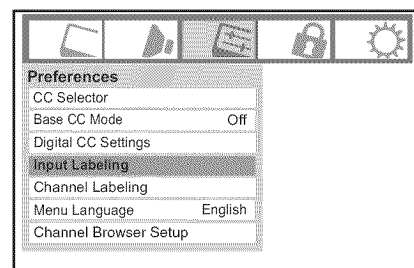 Preferences
CC Selector
Base CC Mode Off
Digital CC Settings
Input Labeling
Channel Labeling
Menu Language English
Channel Browser Setup